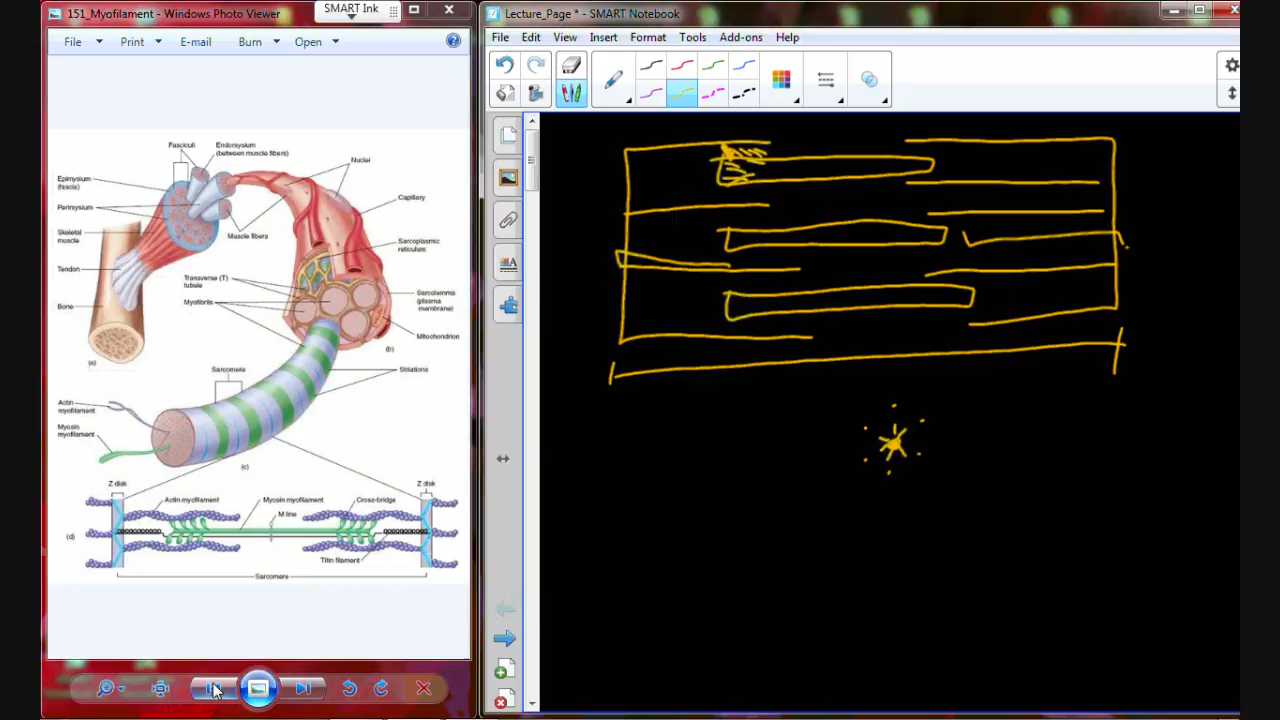 151_Myofilament - Windows Photo Viewer
SMART Ink
File Print E-mail Burn Open
Fasciculi
Endomysium
(between muscle fibers)
Epimysium
(fascia)
Perimysium
Skeletal
muscle
Tendon
Bone
(a)
Nuclei
Capillary
Muscle fibers
Sarcoplasmic
reticulum
Transverse (T)
tubule
Myofibrils
Sarcolemma
(plasma
membrane)
Mitochondrion
(b)
Sarcomere
Striations
Actin
myofilament
Myosin
myofilament
(c)
Z disk
Actin myofilament
Myosin myofilament
Cross-bridge
Z disk
M line
(d)
Titin filament
Sarcomere
Lecture_Page * - SMART Notebook
File Edit View Insert Format Tools Add-ons Help